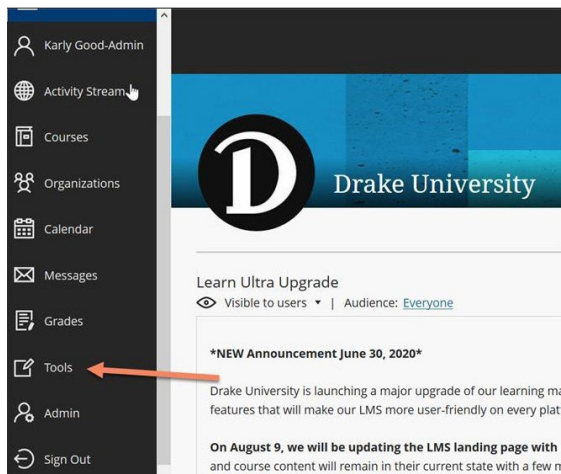 Karly Good-Admin
Activity Stream
Courses
Organizations
Calendar
Messages
Grades
Tools
Admin
Sign Out
D
Drake University
Learn Ultra Upgrade
Visible to users | Audience: Everyone
*NEW Announcement June 30, 2020*
Drake University is launching a major upgrade of our learning ma
features that will make our LMS more user-friendly on every plat
On August 9, we will be updating the LMS landing page with
and course content will remain in their current state with a few m